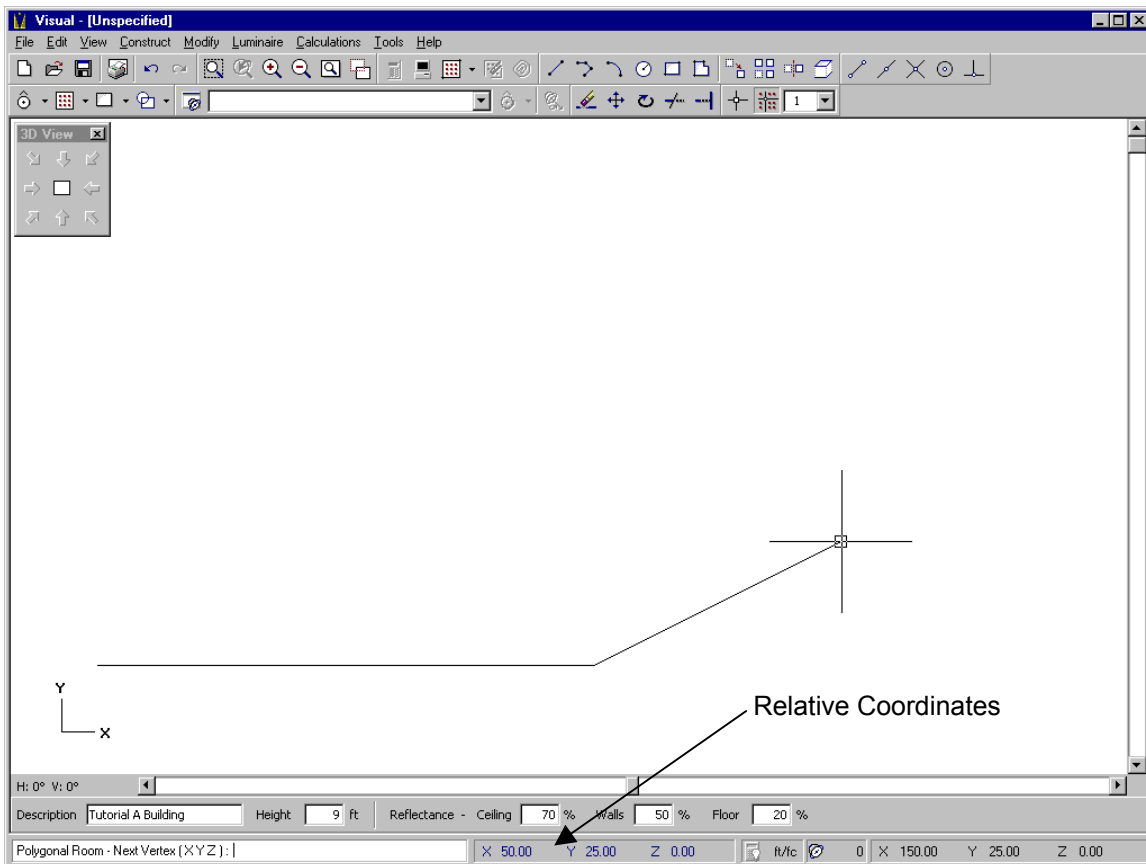 Visual - [Unspecified]
File Edit View Construct Modify Luminaire Calculations Tools Help
1
3D View
Y
X
Relative Coordinates
H: 0° V: 0°
Description Tutorial A Building Height 9 ft Reflectance - Ceiling 70 % Walls 50 % Floor 20 %
Polygonal Room - Next Vertex ( X Y Z ) : X 50.00 Y 25.00 Z 0.00 ft/fc 0 X 150.00 Y 25.00 Z 0.00